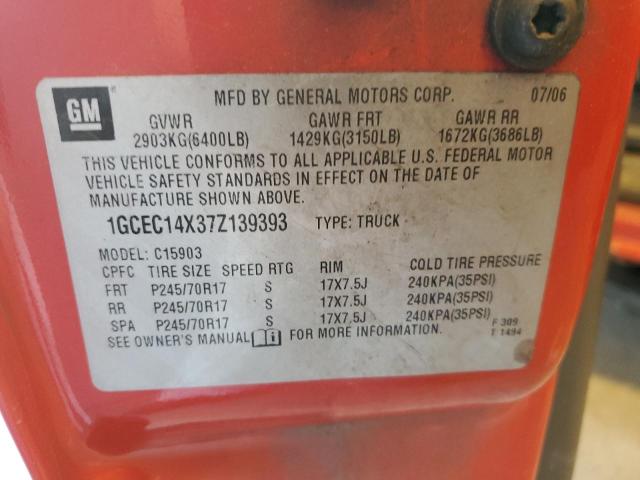 GM
MFD BY GENERAL MOTORS CORP. 07/06
GVWR GAWR FRT GAWR RR
2903KG(6400LB) 1429KG(3150LB) 1672KG(3686LB)
THIS VEHICLE CONFORMS TO ALL APPLICABLE U.S. FEDERAL MOTOR
VEHICLE SAFETY STANDARDS IN EFFECT ON THE DATE OF
MANUFACTURE SHOWN ABOVE.
1GCEC14X37Z139393 TYPE: TRUCK
MODEL: C15903
CPFC TIRE SIZE SPEED RTG RIM COLD TIRE PRESSURE
FRT P245/70R17 S 17X7.5J 240KPA(35PSI)
RR P245/70R17 S 17X7.5J 240KPA(35PSI)
SPA P245/70R17 S 17X7.5J 240KPA(35PSI)
SEE OWNER'S MANUAL FOR MORE INFORMATION.
F 309
T 1494